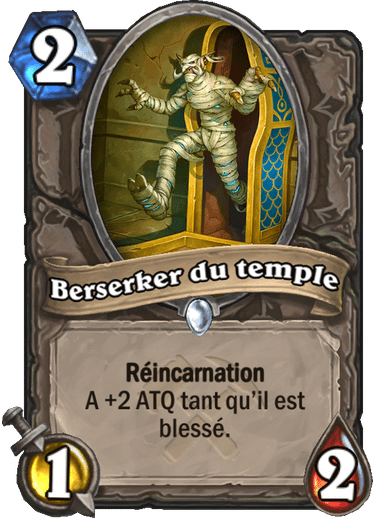 2
Berserker du temple
Réincarnation
A +2 ATQ tant qu'il est
blessé.
1
2